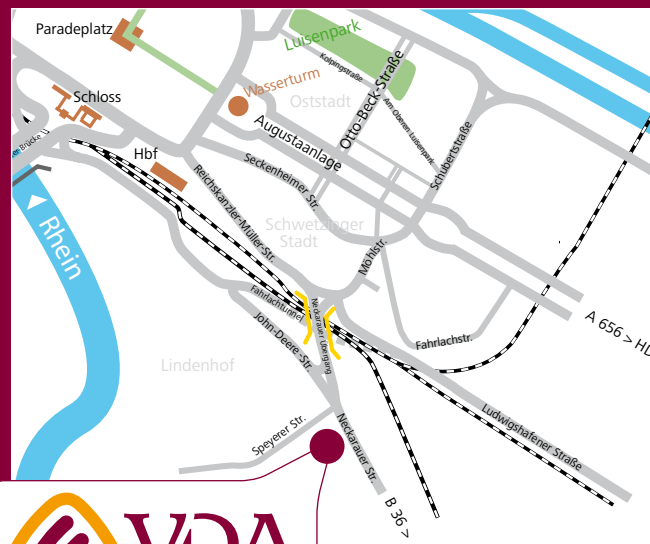 Paradeplatz
Luisenpark
Kolpingstraße
Wasserturm
Oststadt
Otto-Beck-Straße
Am Oberen Luisenpark
Schloss
Augustaanlage
Schubertstraße
Brücke
Hbf
Seckenheimer Str.
Reichskanzler-Müller-Str.
Schwetzinger
Stadt
Rhein
Möhlstr.
Fahrlachtunnel
Neckarauer Übergang
John-Deere-Str.
Fahrlachstr.
A 656 > HD
Lindenhof
Ludwigshafener Straße
Speyerer Str.
Neckarauer Str.
B 36 >
VDA